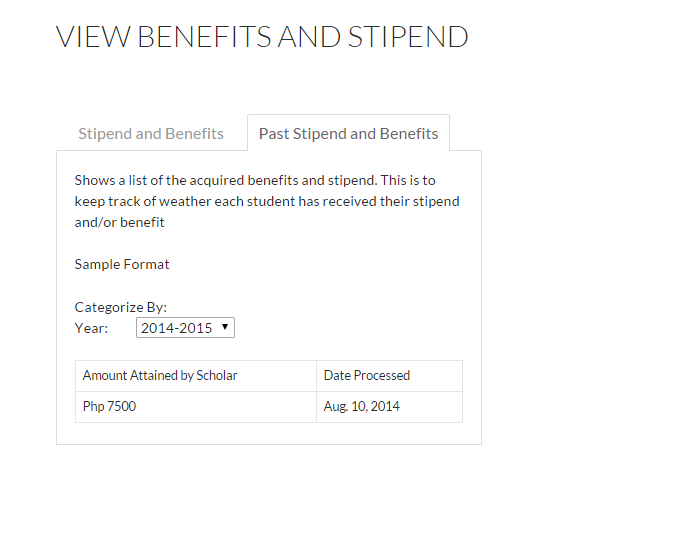 VIEW BENEFITS AND STIPEND
Stipend and Benefits
Past Stipend and Benefits
Shows a list of the acquired benefits and stipend. This is to
keep track of weather each student has received their stipend
and/or benefit
Sample Format
Categorize By:
Year: 2014-2015
Amount Attained by Scholar Date Processed
Php 7500 Aug. 10, 2014